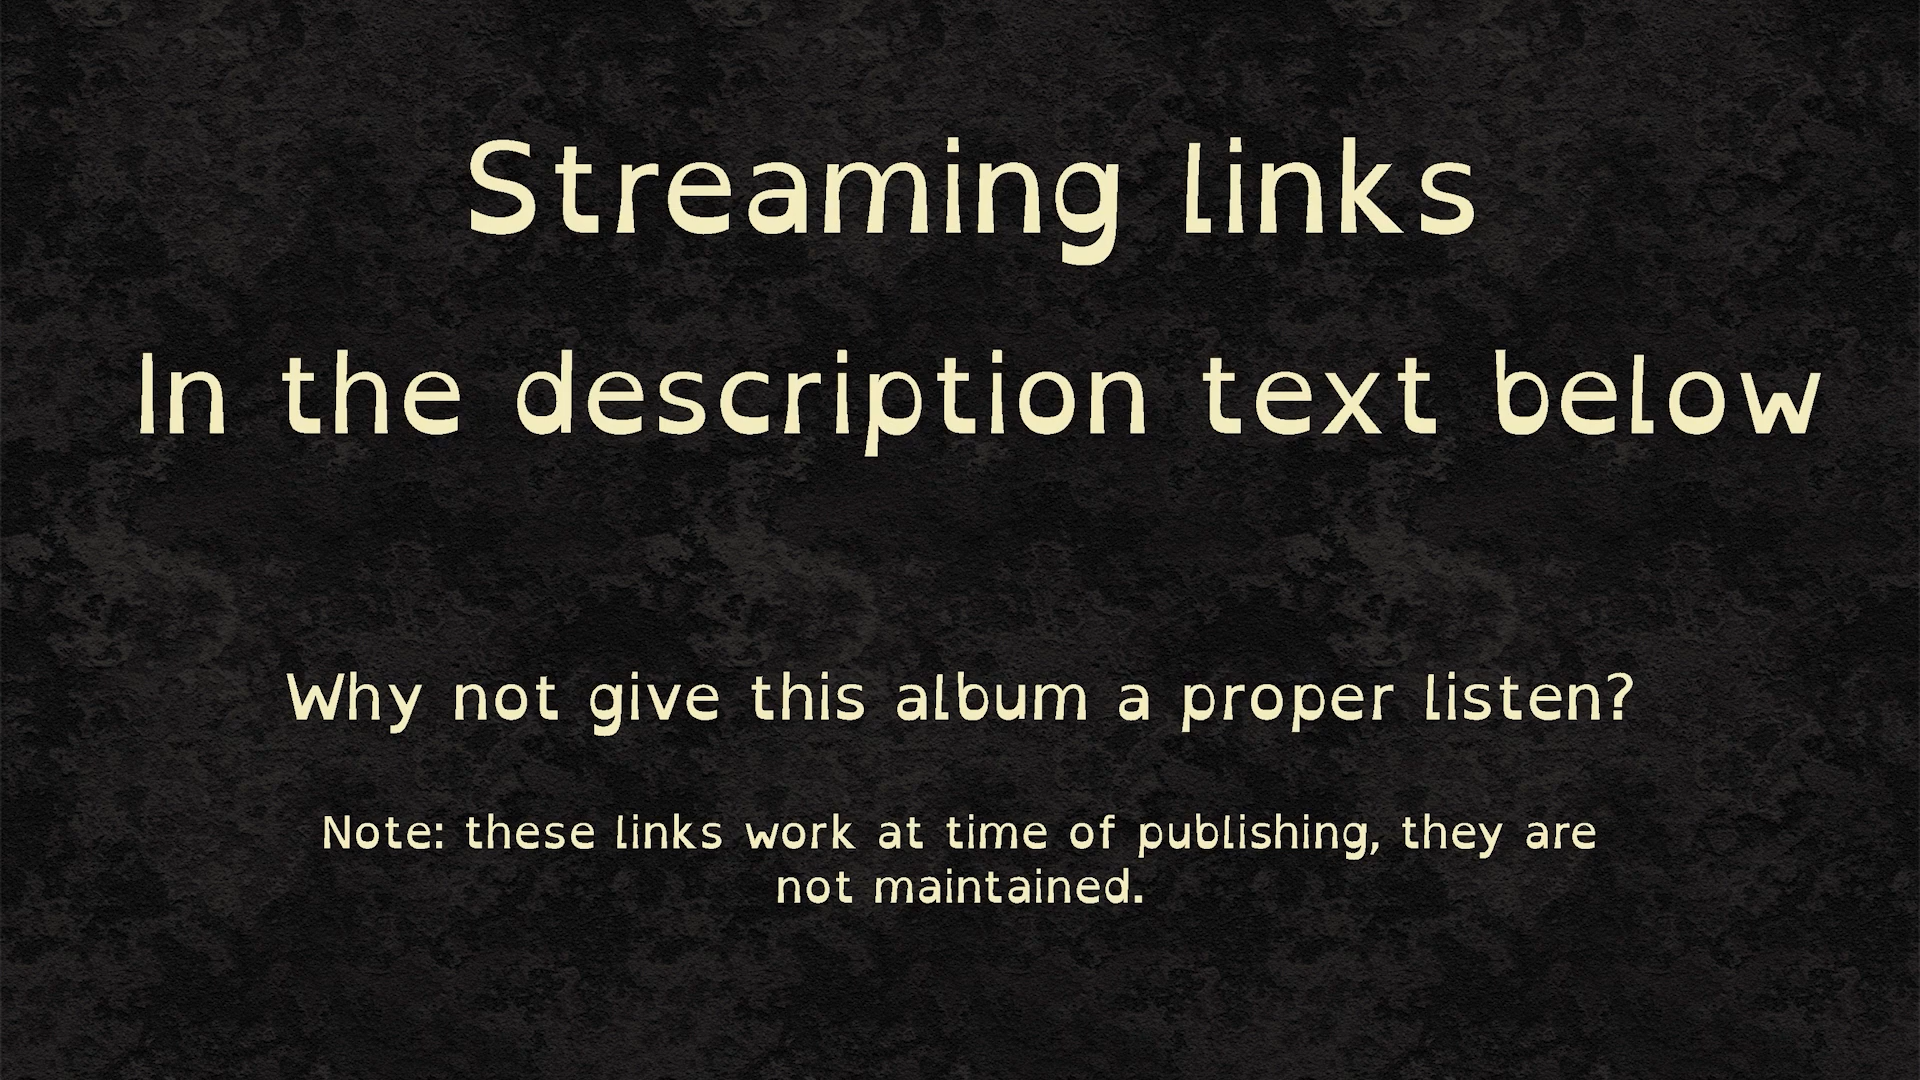 Streaming links
In the description text below
Why not give this album a proper listen?
Note: these links work at time of publishing, they are
not maintained.